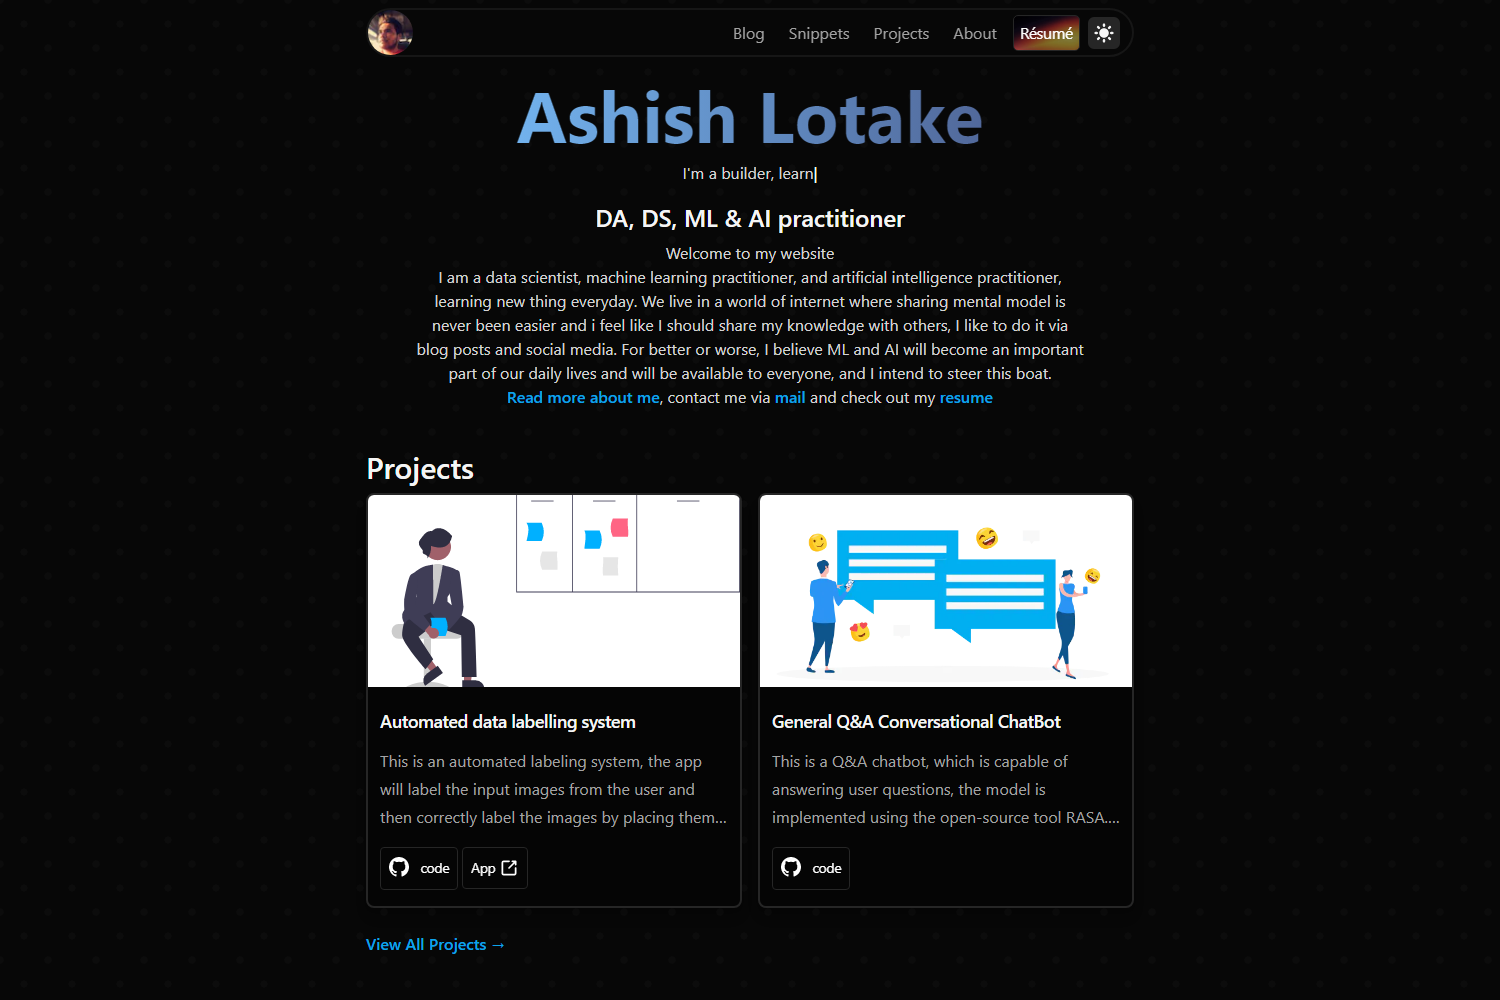 Blog Snippets Projects About Résumé
Ashish Lotake
I'm a builder, learn|
DA, DS, ML & AI practitioner
Welcome to my website
I am a data scientist, machine learning practitioner, and artificial intelligence practitioner,
learning new thing everyday. We live in a world of internet where sharing mental model is
never been easier and i feel like I should share my knowledge with others, I like to do it via
blog posts and social media. For better or worse, I believe ML and AI will become an important
part of our daily lives and will be available to everyone, and I intend to steer this boat.
Read more about me, contact me via mail and check out my resume
Projects
Automated data labelling system
This is an automated labeling system, the app
will label the input images from the user and
then correctly label the images by placing them...
code App
General Q&A Conversational ChatBot
This is a Q&A chatbot, which is capable of
answering user questions, the model is
implemented using the open-source tool RASA....
code
View All Projects →